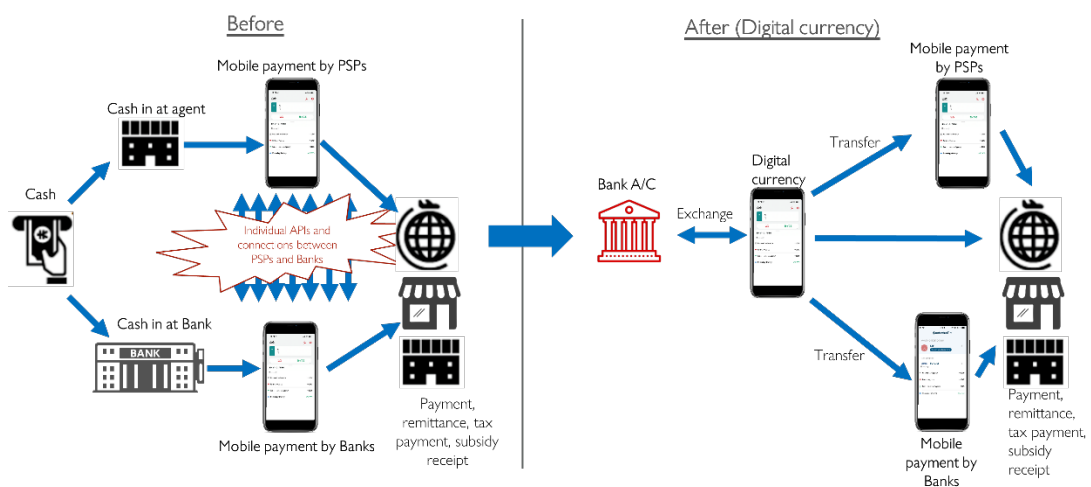 Before
Mobile payment by PSPs
Cash in at agent
Cash
Individual APIs and
connections between
PSPs and Banks
Cash in at Bank
BANK
Mobile payment by Banks
Payment,
remittance, tax
payment, subsidy
receipt
After (Digital currency)
Mobile payment
by PSPs
Transfer
Digital
currency
Bank A/C
Exchange
Transfer
Mobile
payment by
Banks
Payment,
remittance,
tax payment,
subsidy
receipt